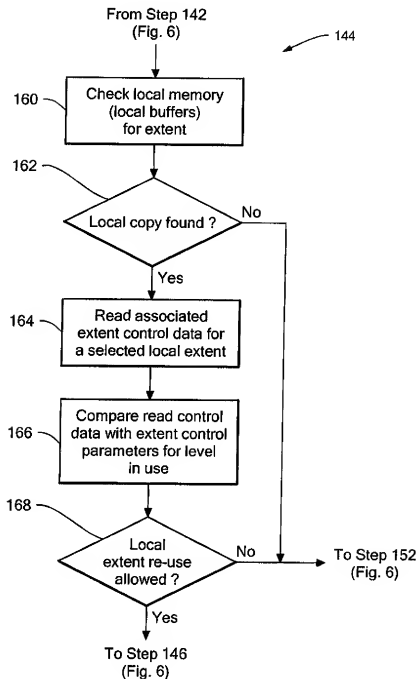 From Step 142
(Fig. 6)
144
160
Check local memory
(local buffers)
for extent
162
Local copy found ?
No
Yes
164
Read associated
extent control data for
a selected local extent
166
Compare read control
data with extent control
parameters for level
in use
168
Local
extent re-use
allowed ?
No
To Step 152
(Fig. 6)
Yes
To Step 146
(Fig. 6)